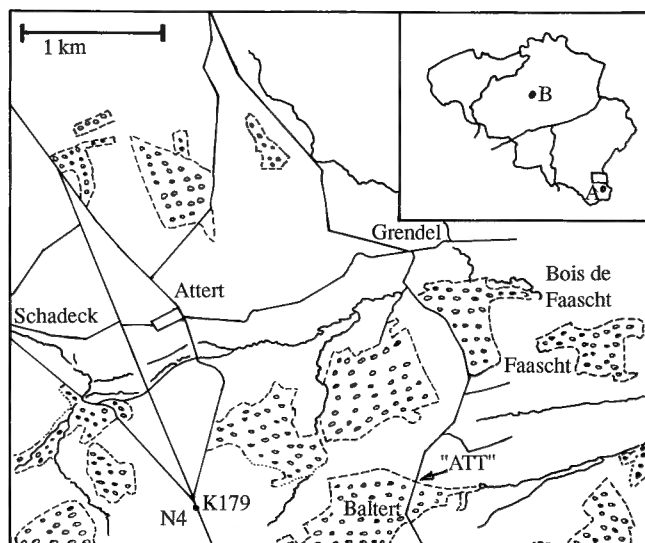 1 km
B
A
Grendel
Bois de
Faascht
Attert
Schadeck
Faascht
"ATT"
K179
Baltert
N4